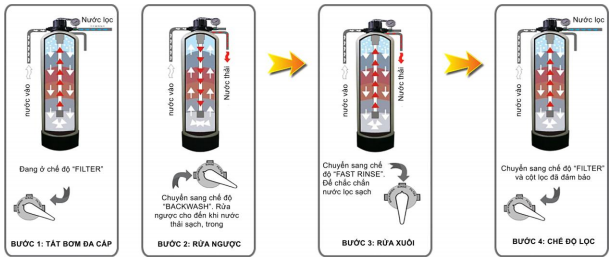 Nước lọc
nước vào
Đang ở chế độ "FILTER"
BƯỚC 1: TẮT BƠM ĐA CẤP
nước vào
Nước thải
Chuyển sang chế độ
"BACKWASH". Rửa
ngược cho đến khi nước
thải sạch, trong
BƯỚC 2: RỬA NGƯỢC
nước vào
Nước thải
Chuyển sang chế
độ "FAST RINSE".
Để chắc chắn
nước lọc sạch
BƯỚC 3: RỬA XUÔI
Nước lọc
nước vào
Chuyển sang chế độ "FILTER"
và cột lọc đã đảm bảo
BƯỚC 4: CHẾ ĐỘ LỌC